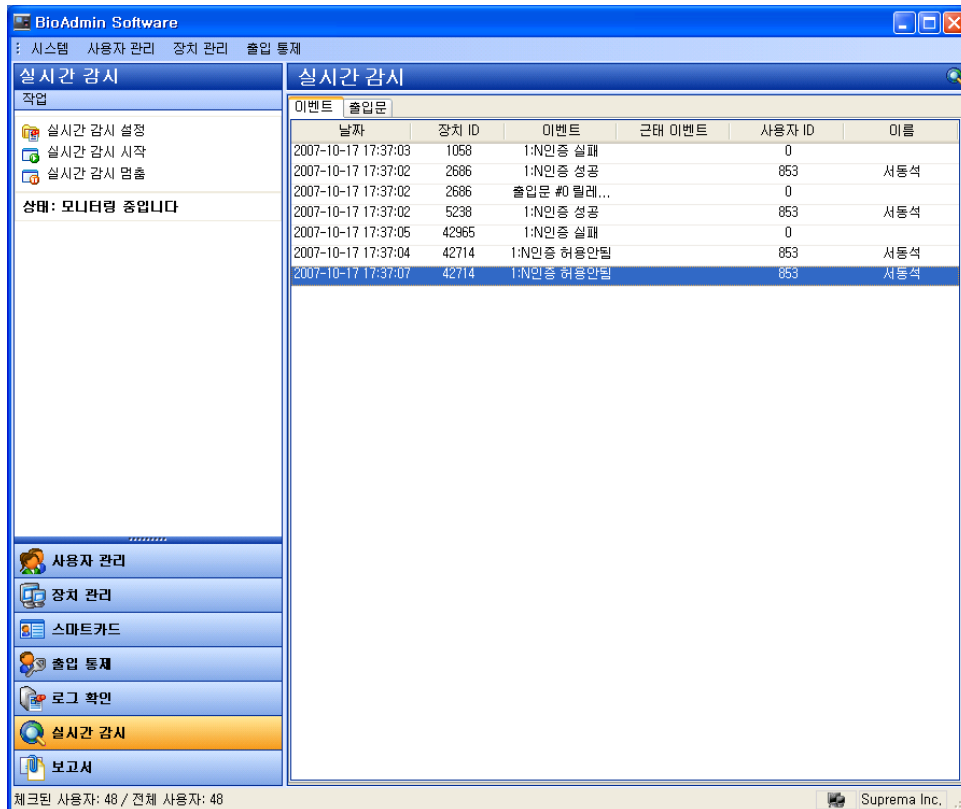 BioAdmin Software
시스템 사용자 관리 장치 관리 출입 통제
실시간 감시
작업
실시간 감시 설정
실시간 감시 시작
실시간 감시 멈춤
상태: 모니터링 중입니다
사용자 관리
장치 관리
스마트카드
출입 통제
로그 확인
실시간 감시
보고서
실시간 감시
이벤트 출입문
날짜 장치 ID 이벤트 근태 이벤트 사용자 ID 이름
2007-10-17 17:37:03 1058 1:N인증 실패 0
2007-10-17 17:37:02 2686 1:N인증 성공 853 서동석
2007-10-17 17:37:02 2686 출입문 #0 릴레... 0
2007-10-17 17:37:02 5238 1:N인증 성공 853 서동석
2007-10-17 17:37:05 42965 1:N인증 실패 0
2007-10-17 17:37:04 42714 1:N인증 허용안됨 853 서동석
2007-10-17 17:37:07 42714 1:N인증 허용안됨 853 서동석
체크된 사용자: 48 / 전체 사용자: 48
Suprema Inc.